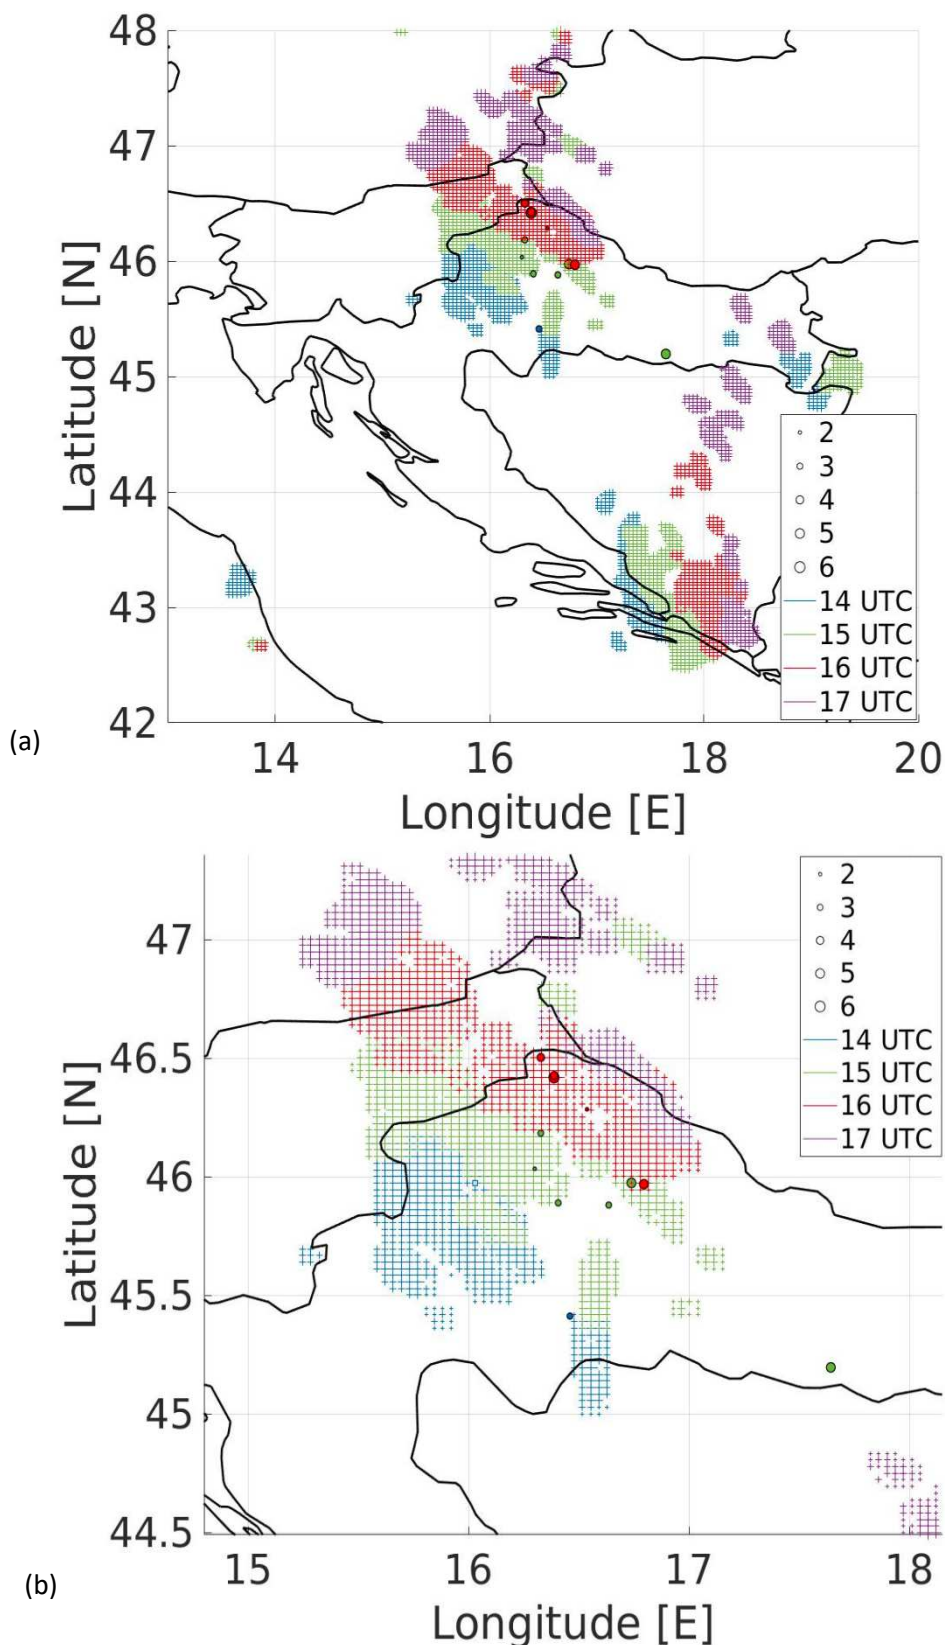 48
47
46
45
44
43
42
Latitude [N]
2
3
4
5
6
14 UTC
15 UTC
16 UTC
17 UTC
14 16 18 20
Longitude [E]
(a)
47
46.5
46
45.5
45
44.5
Latitude [N]
2
3
4
5
6
14 UTC
15 UTC
16 UTC
17 UTC
15 16 17 18
Longitude [E]
(b)